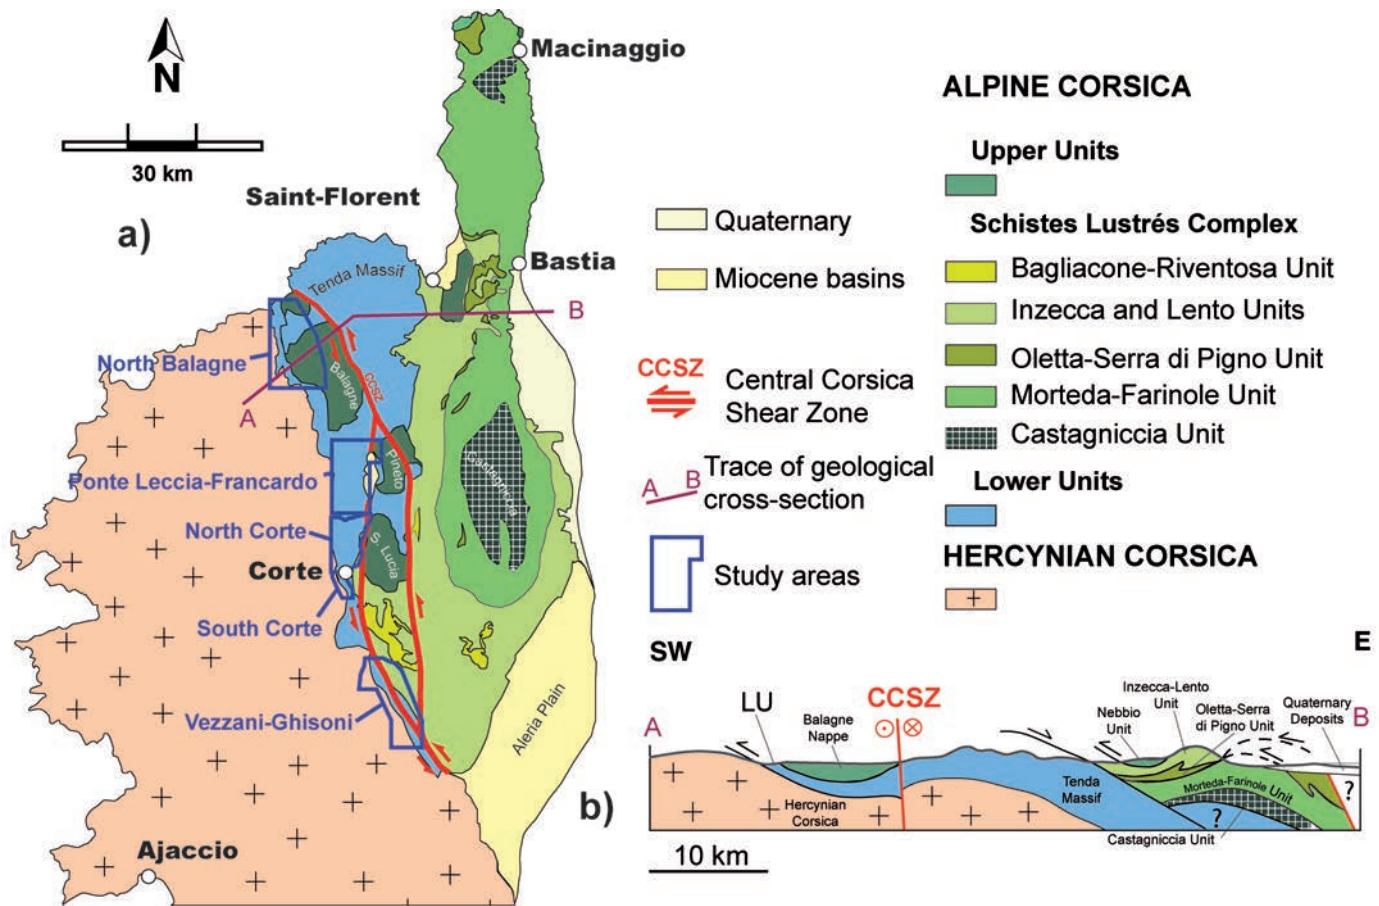 N
30 km
a)
Macinaggio
Saint-Florent
Bastia
Tenda Massif
B
North Balagne
Balagne
CCSZ
A
Pineto
Castagniccia
Ponte Leccia-Francardo
North Corte
S. Lucia
Corte
South Corte
Vezzani-Ghisoni
Aleria Plain
Ajaccio
Quaternary
Miocene basins
CCSZ
Central Corsica
Shear Zone
A B
Trace of geological
cross-section
Study areas
ALPINE CORSICA
Upper Units
Schistes Lustrés Complex
Bagliacone-Riventosa Unit
Inzecca and Lento Units
Oletta-Serra di Pigno Unit
Morteda-Farinole Unit
Castagniccia Unit
Lower Units
HERCYNIAN CORSICA
b)
SW
E
A
LU
Balagne
Nappe
CCSZ
Inzecca-Lento
Unit
Nebbio
Unit
Oletta-Serra
di Pigno Unit
Quaternary
Deposits
B
Hercynian
Corsica
Tenda
Massif
Morteda-Farinole Unit
?
?
Castagniccia Unit
10 km